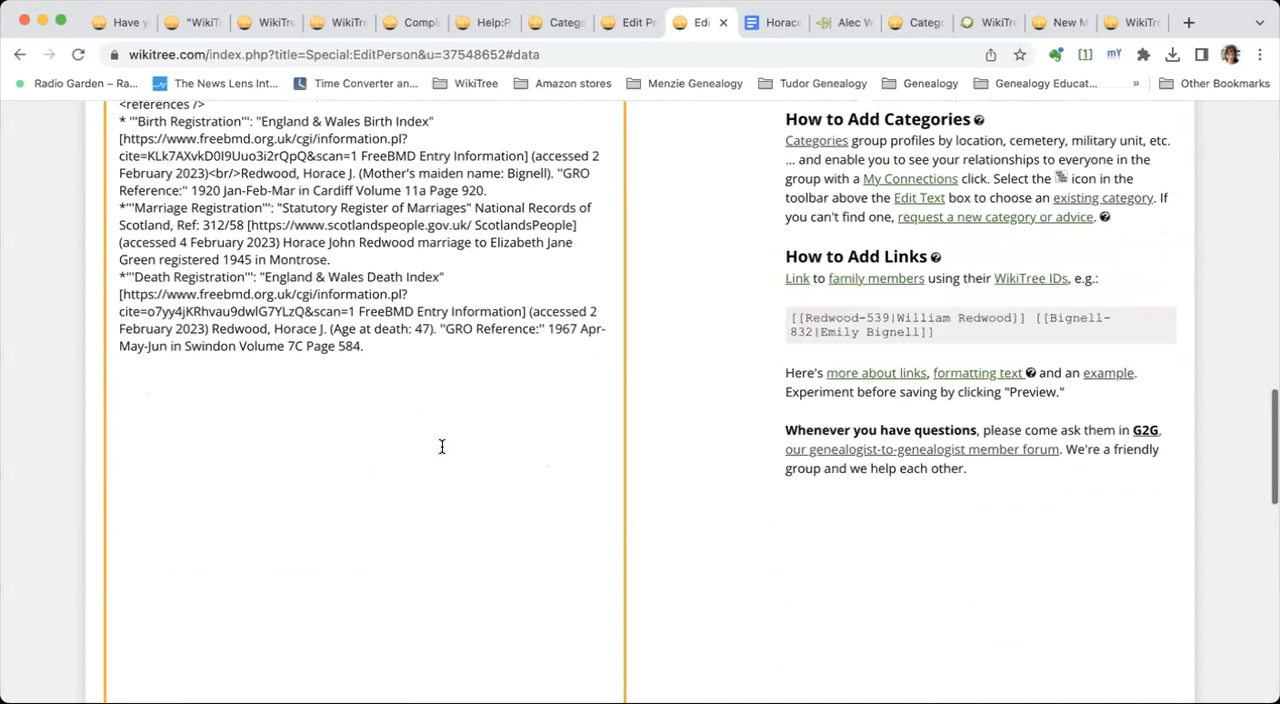 Have y
"WikiTr
WikiTre
WikiTre
Compl
Help:P
Catego
Edit Pr
Edi
Horace
Alec W
Catego
WikiTr
New M
WikiTr
wikitree.com/index.php?title=Special:EditPerson&u=37548652#data
Radio Garden – Ra...
The News Lens Int...
Time Converter an...
WikiTree
Amazon stores
Menzie Genealogy
Tudor Genealogy
Genealogy
Genealogy Educat...
»
Other Bookmarks
<references />
* '''Birth Registration''': "England & Wales Birth Index"
[https://www.freebmd.org.uk/cgi/information.pl?
cite=KLk7AXvkD0I9Uuo3i2rQpQ&scan=1 FreeBMD Entry Information] (accessed 2
February 2023)<br/>Redwood, Horace J. (Mother's maiden name: Bignell). ''GRO
Reference:'' 1920 Jan-Feb-Mar in Cardiff Volume 11a Page 920.
*'''Marriage Registration''': "Statutory Register of Marriages" National Records of
Scotland, Ref: 312/58 [https://www.scotlandspeople.gov.uk/ ScotlandsPeople]
(accessed 4 February 2023) Horace John Redwood marriage to Elizabeth Jane
Green registered 1945 in Montrose.
*'''Death Registration''': "England & Wales Death Index"
[https://www.freebmd.org.uk/cgi/information.pl?
cite=o7yy4jKRhvau9dwlG7YLzQ&scan=1 FreeBMD Entry Information] (accessed 2
February 2023) Redwood, Horace J. (Age at death: 47). ''GRO Reference:'' 1967 Apr-
May-Jun in Swindon Volume 7C Page 584.
How to Add Categories
Categories group profiles by location, cemetery, military unit, etc.
... and enable you to see your relationships to everyone in the
group with a My Connections click. Select the icon in the
toolbar above the Edit Text box to choose an existing category. If
you can't find one, request a new category or advice.
How to Add Links
Link to family members using their WikiTree IDs, e.g.:
[[Redwood-539|William Redwood]] [[Bignell-
832|Emily Bignell]]
Here's more about links, formatting text and an example.
Experiment before saving by clicking "Preview."
Whenever you have questions, please come ask them in G2G,
our genealogist-to-genealogist member forum. We're a friendly
group and we help each other.